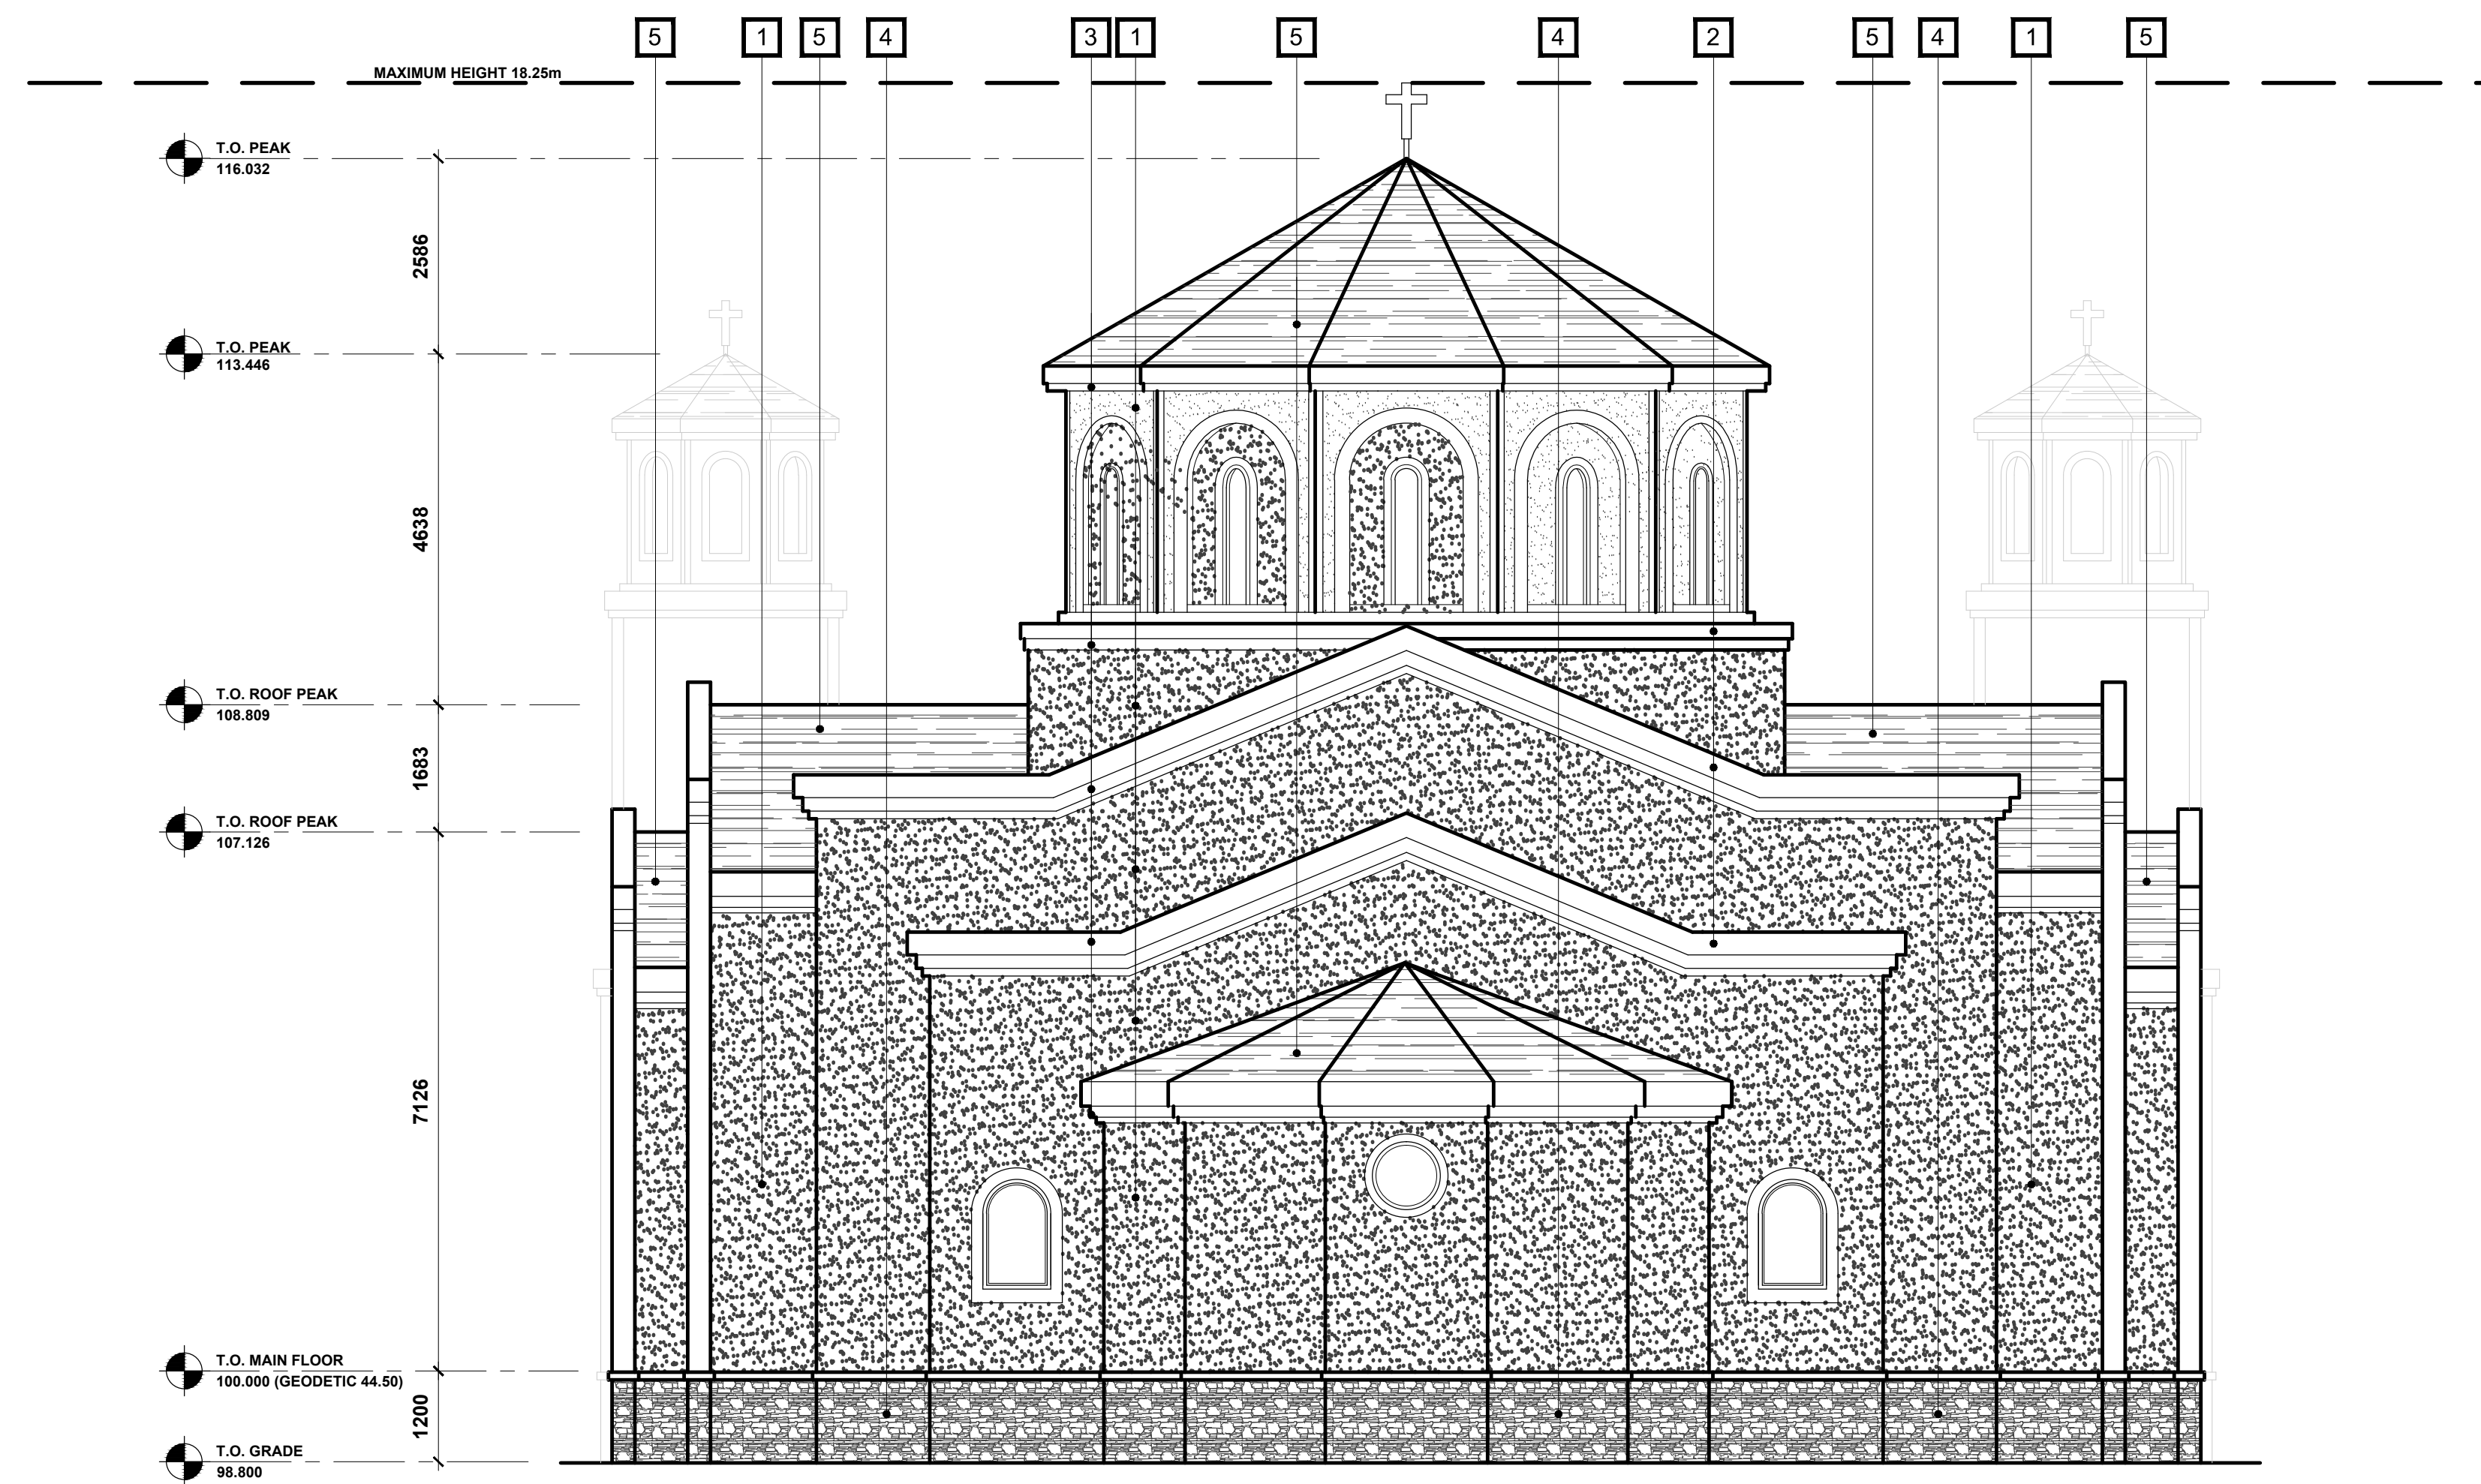 5 1 5 4 3 1 5 4 2 5 4 1 5
MAXIMUM HEIGHT 18.25m
T.O. PEAK
116.032
2586
T.O. PEAK
113.446
4638
T.O. ROOF PEAK
108.809
1683
T.O. ROOF PEAK
107.126
7126
T.O. MAIN FLOOR
100.000 (GEODETIC 44.50)
1200
T.O. GRADE
98.800